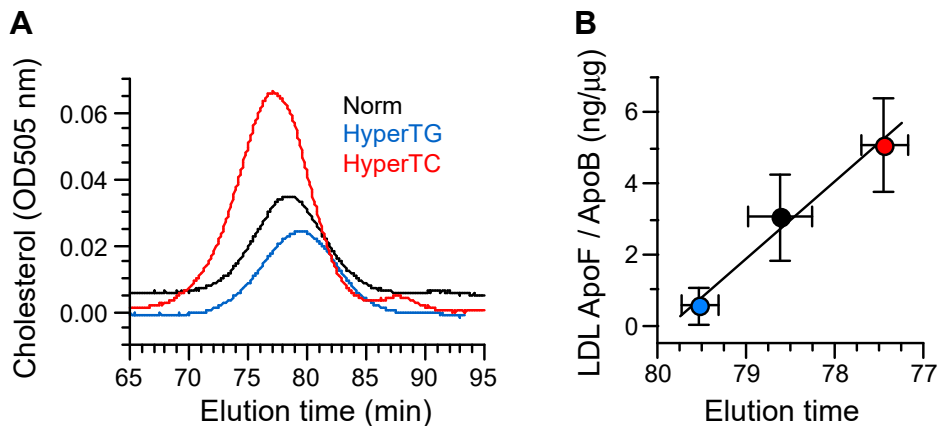 A
Cholesterol (OD505 nm)
0.06
0.04
0.02
0.00
Norm
HyperTG
HyperTC
65 70 75 80 85 90 95
Elution time (min)
B
LDL ApoF / ApoB (ng/μg)
6
4
2
0
80 79 78 77
Elution time